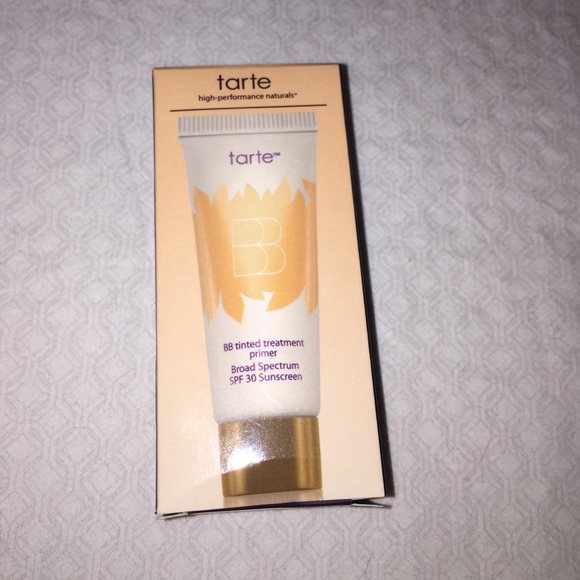 tarte
high-performance naturals™
tarte™
BB
BB tinted treatment
primer
Broad Spectrum
SPF 30 Sunscreen